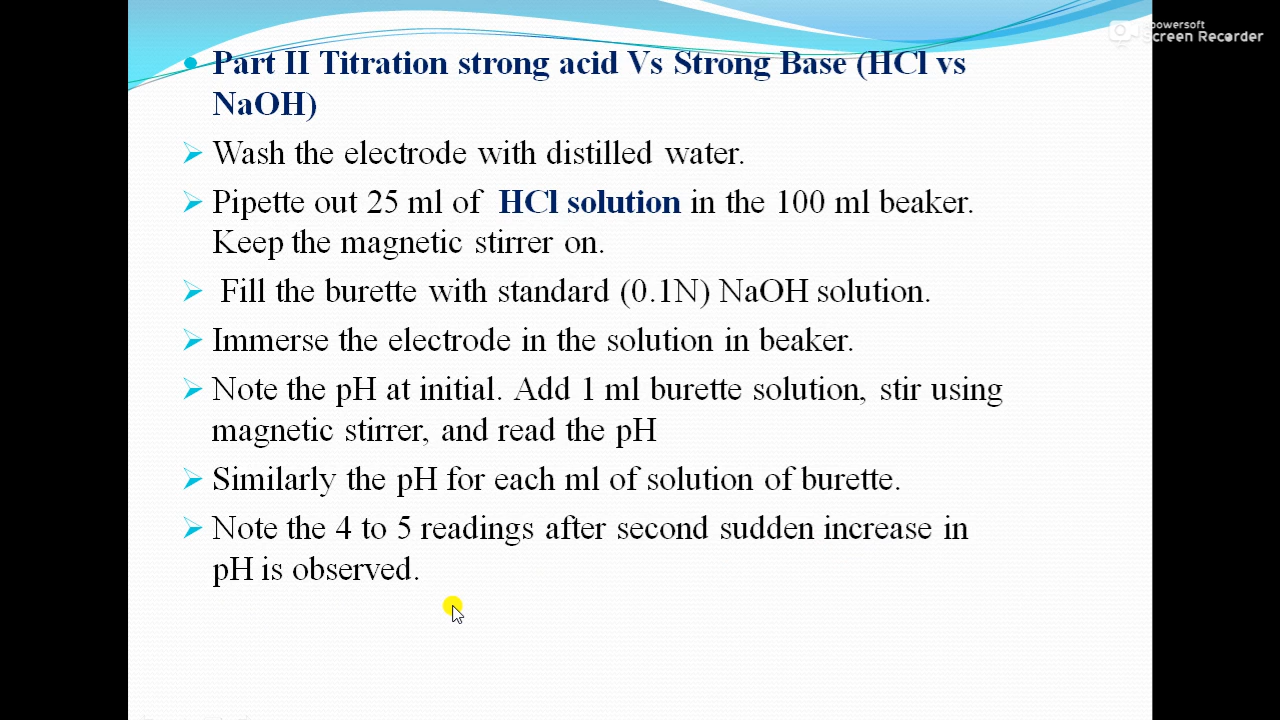 powersoft
Screen Recorder
Part II Titration strong acid Vs Strong Base (HCl vs
NaOH)
Wash the electrode with distilled water.
Pipette out 25 ml of HCl solution in the 100 ml beaker.
Keep the magnetic stirrer on.
Fill the burette with standard (0.1N) NaOH solution.
Immerse the electrode in the solution in beaker.
Note the pH at initial. Add 1 ml burette solution, stir using
magnetic stirrer, and read the pH
Similarly the pH for each ml of solution of burette.
Note the 4 to 5 readings after second sudden increase in
pH is observed.